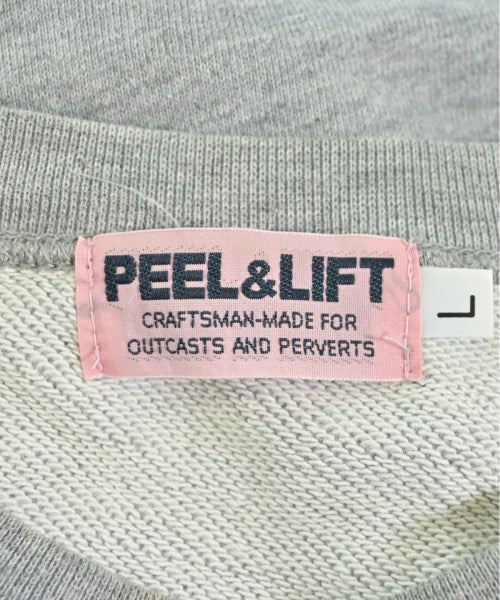 PEEL&LIFT
CRAFTSMAN-MADE FOR
OUTCASTS AND PERVERTS
L